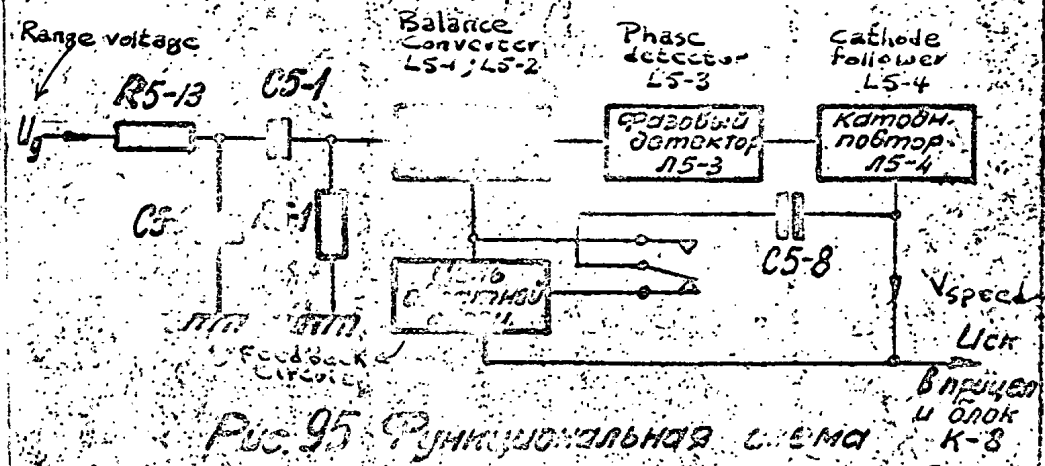 Range voltage
Balance
Converter
L5-1; L5-2
Phase
detector
L5-3
Cathode
follower
L5-4
R5-13
C5-1
Ug
фазовый
детектор
Л5-3
катодн.
повтор.
Л5-4
C5-8
Цепь
Feedback
Circuit
Vspeed
Uск
в прицел
и блок
К-8
Рис. 95 Функциональная схема